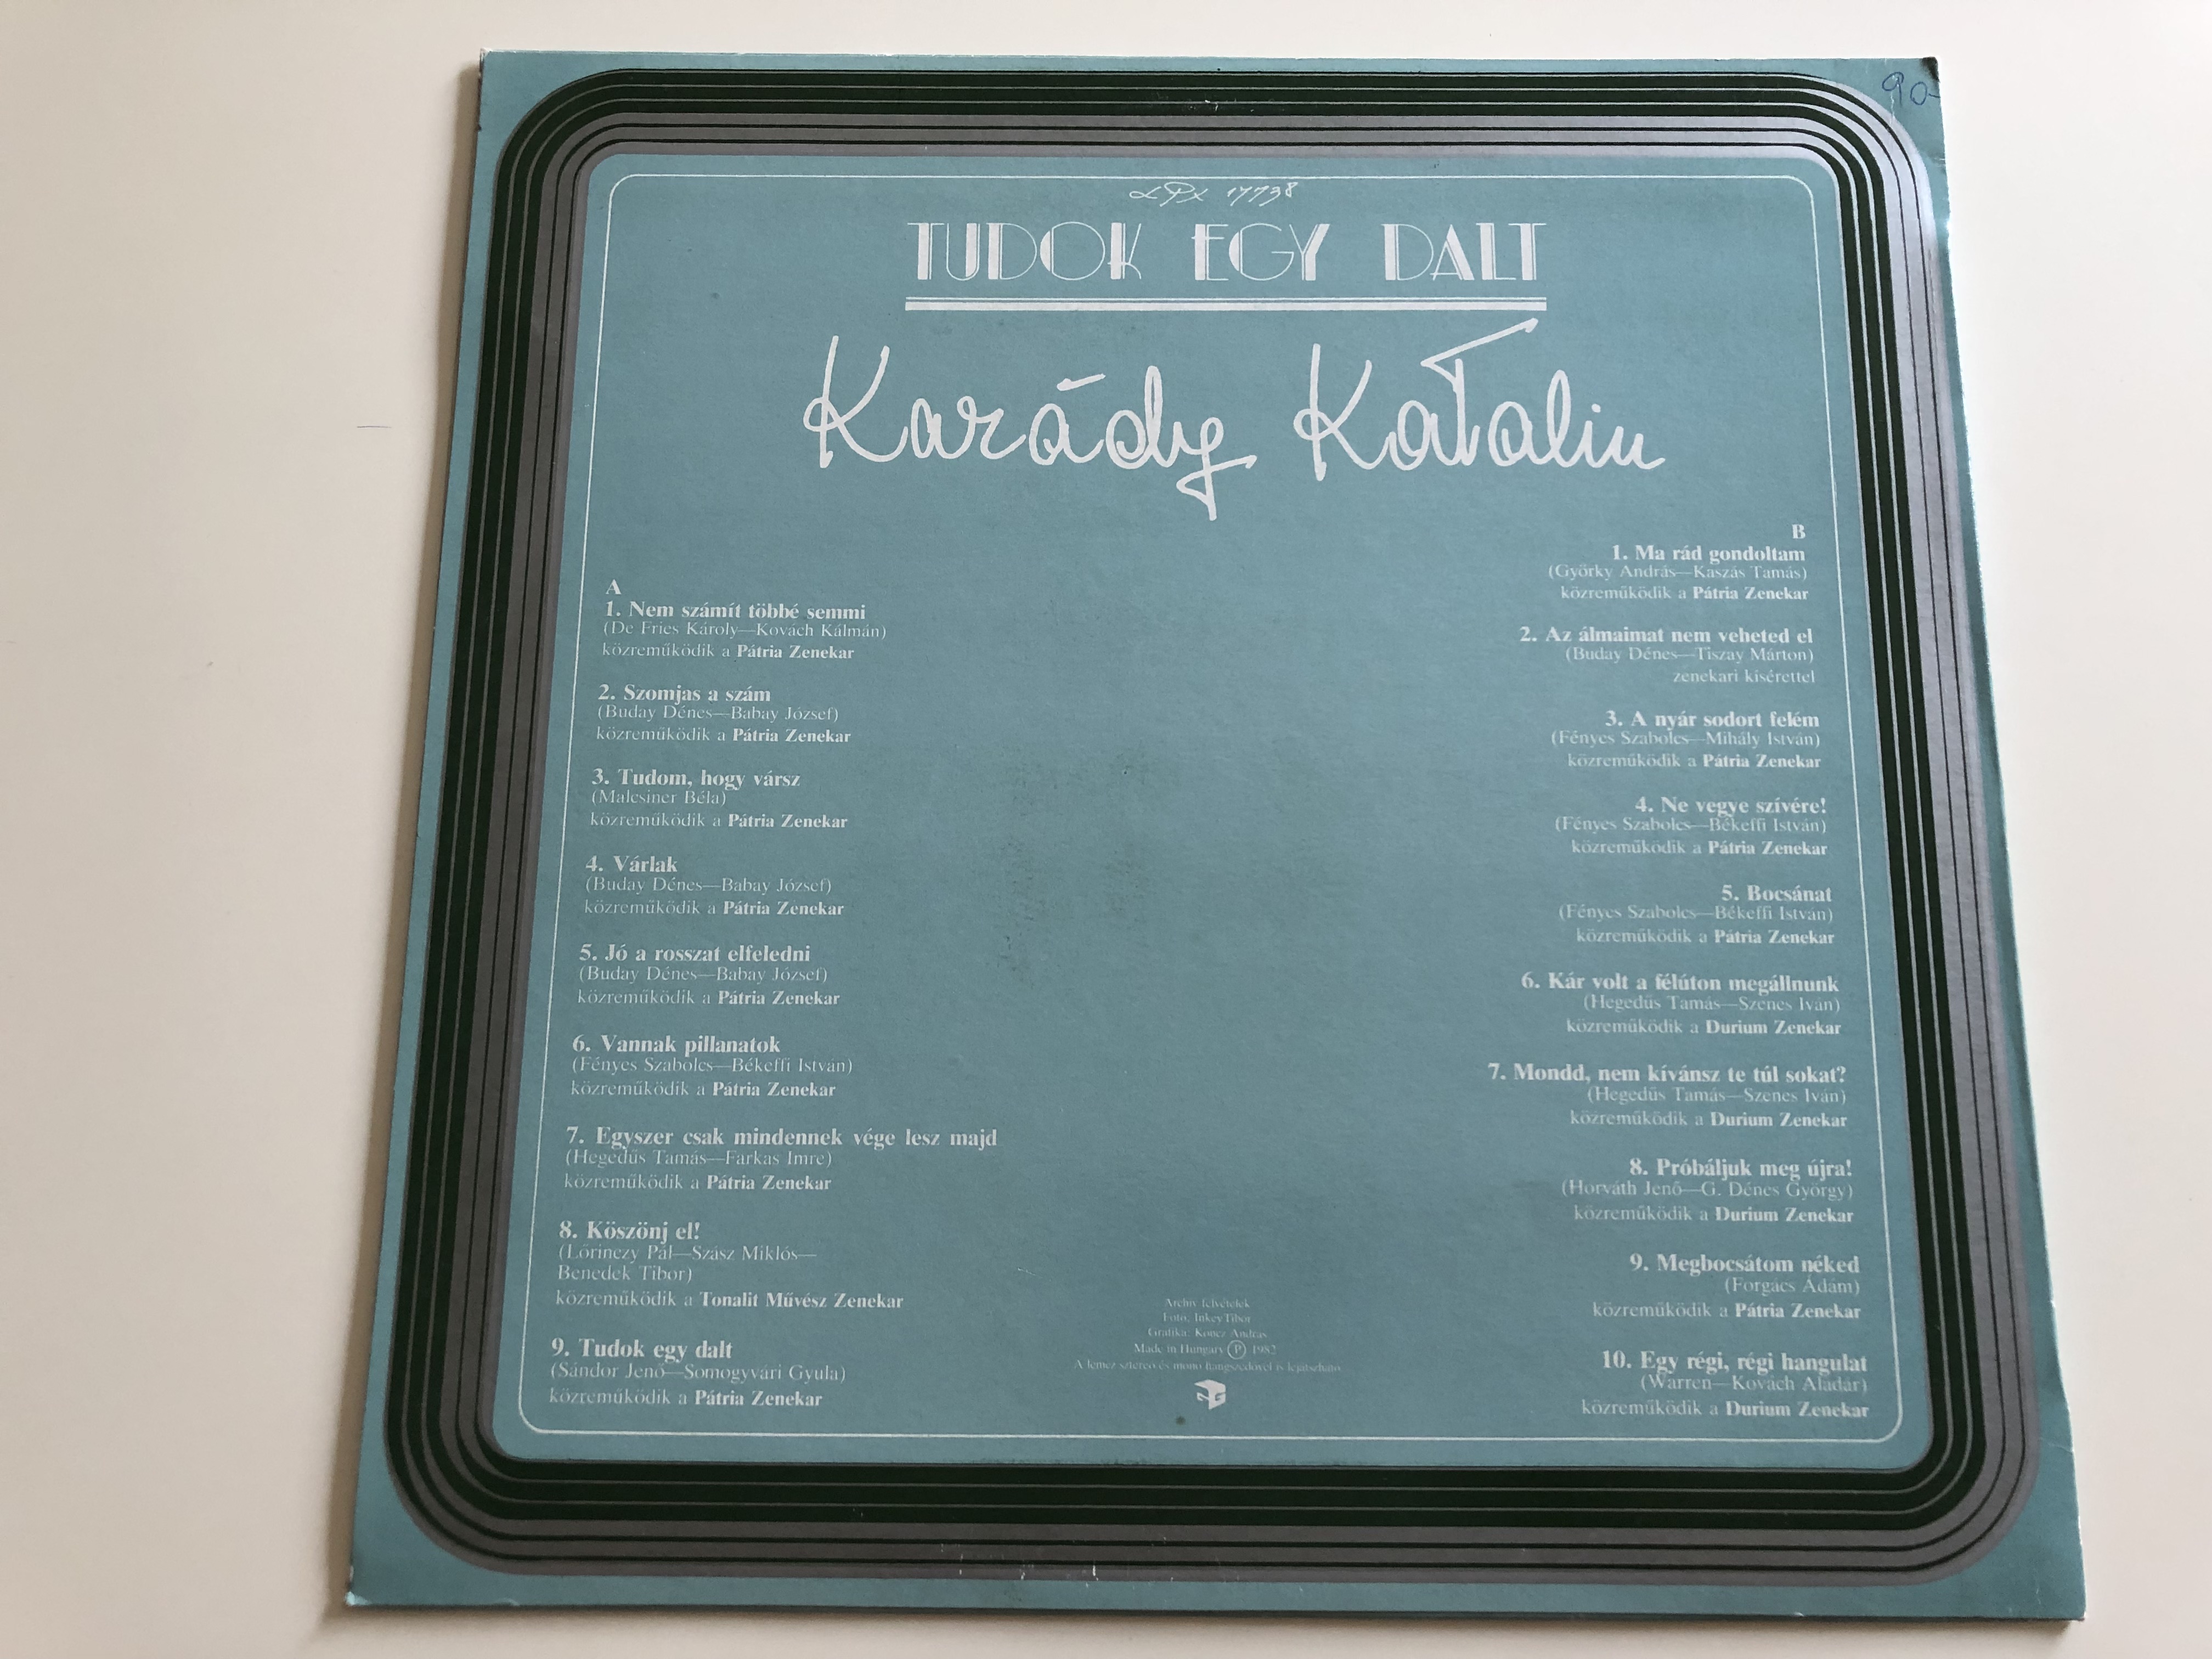 90-
LPX 17738
TUDOK EGY DALT
Karády Katalin
A
1. Nem számít többé semmi
(De Fries Károly—Kovách Kálmán)
közreműködik a Pátria Zenekar
2. Szomjas a szám
(Buday Dénes—Babay József)
közreműködik a Pátria Zenekar
3. Tudom, hogy vársz
(Malcsiner Béla)
közreműködik a Pátria Zenekar
4. Várlak
(Buday Dénes—Babay József)
közreműködik a Pátria Zenekar
5. Jó a rosszat elfeledni
(Buday Dénes—Babay József)
közreműködik a Pátria Zenekar
6. Vannak pillanatok
(Fényes Szabolcs—Békeffi István)
közreműködik a Pátria Zenekar
7. Egyszer csak mindennek vége lesz majd
(Hegedűs Tamás—Farkas Imre)
közreműködik a Pátria Zenekar
8. Köszönj el!
(Lőrinczy Pál—Szász Miklós—
Benedek Tibor)
közreműködik a Tonalit Művész Zenekar
9. Tudok egy dalt
(Sándor Jenő—Somogyvári Gyula)
közreműködik a Pátria Zenekar
B
1. Ma rád gondoltam
(Györky András—Kaszás Tamás)
közreműködik a Pátria Zenekar
2. Az álmaimat nem veheted el
(Buday Dénes—Tiszay Márton)
zenekari kísérettel
3. A nyár sodort felém
(Fényes Szabolcs—Mihály István)
közreműködik a Pátria Zenekar
4. Ne vegye szívére!
(Fényes Szabolcs—Békeffi István)
közreműködik a Pátria Zenekar
5. Bocsánat
(Fényes Szabolcs—Békeffi István)
közreműködik a Pátria Zenekar
6. Kár volt a félúton megállnunk
(Hegedűs Tamás—Szenes Iván)
közreműködik a Durium Zenekar
7. Mondd, nem kívánsz te túl sokat?
(Hegedűs Tamás—Szenes Iván)
közreműködik a Durium Zenekar
8. Próbáljuk meg újra!
(Horváth Jenő—G. Dénes György)
közreműködik a Durium Zenekar
9. Megbocsátom néked
(Forgács Ádám)
közreműködik a Pátria Zenekar
10. Egy régi, régi hangulat
(Warren—Kovách Aladár)
közreműködik a Durium Zenekar
Archív felvételek
Fotó: Inkey Tibor
Grafika: Koncz András
Made in Hungary Ⓟ 1982
A lemez sztereó és monó hangszedővel is lejátszható